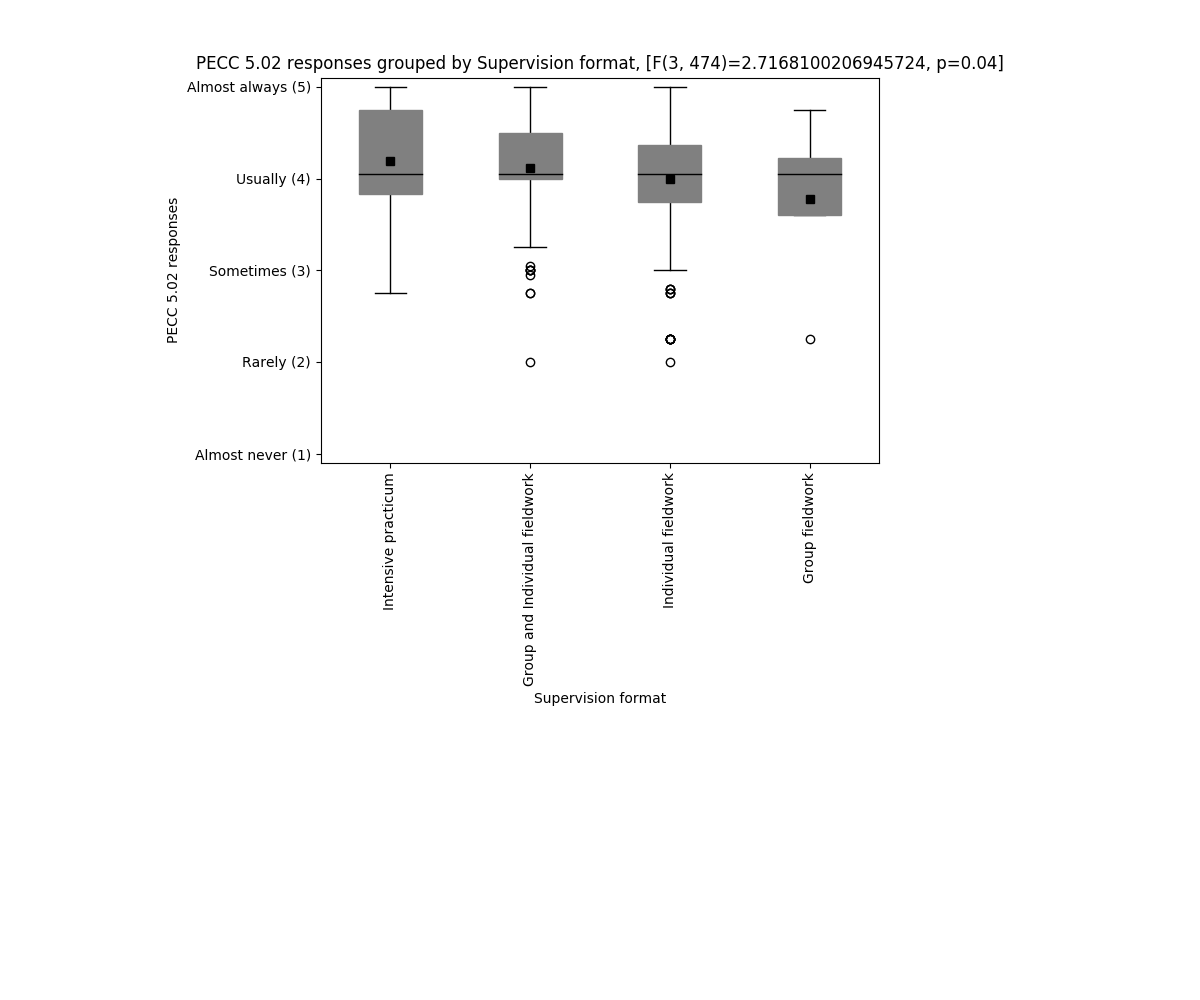 PECC 5.02 responses grouped by Supervision format, [F(3, 474)=2.7168100206945724, p=0.04]
Almost always (5)
Usually (4)
Sometimes (3)
Rarely (2)
Almost never (1)
PECC 5.02 responses
Intensive practicum
Group and Individual fieldwork
Individual fieldwork
Group fieldwork
Supervision format